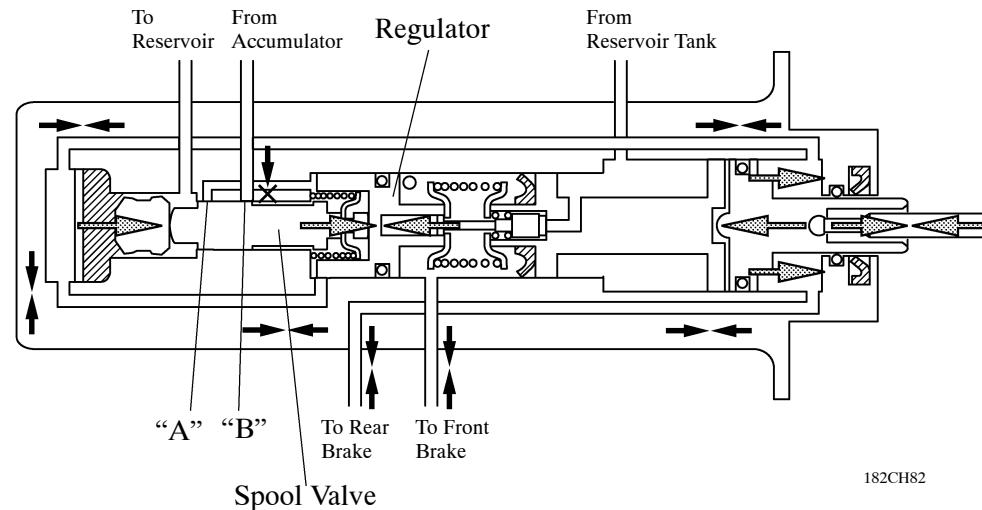 To
Reservoir
From
Accumulator
Regulator
From
Reservoir Tank
“A”
“B”
To Rear
Brake
To Front
Brake
Spool Valve
182CH82